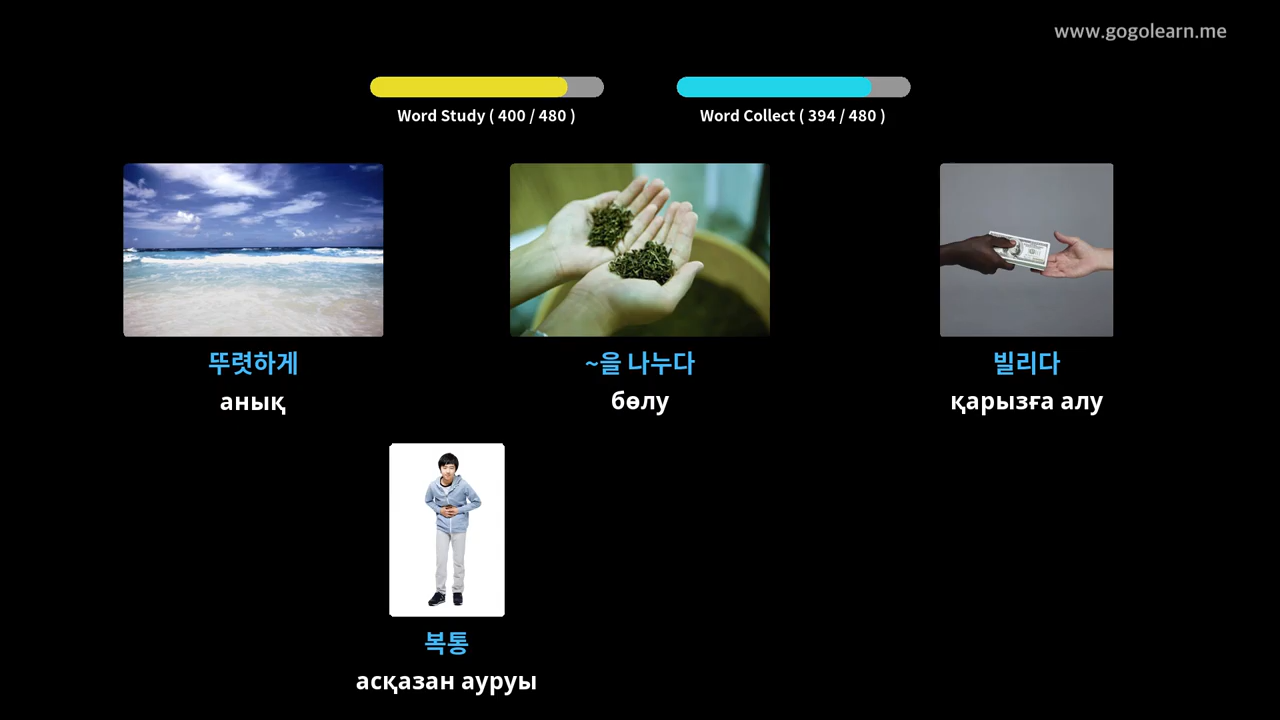 www.gogolearn.me
Word Study ( 400 / 480 )
Word Collect ( 394 / 480 )
뚜렷하게
анық
~을 나누다
бөлу
빌리다
қарызға алу
복통
асқазан ауруы